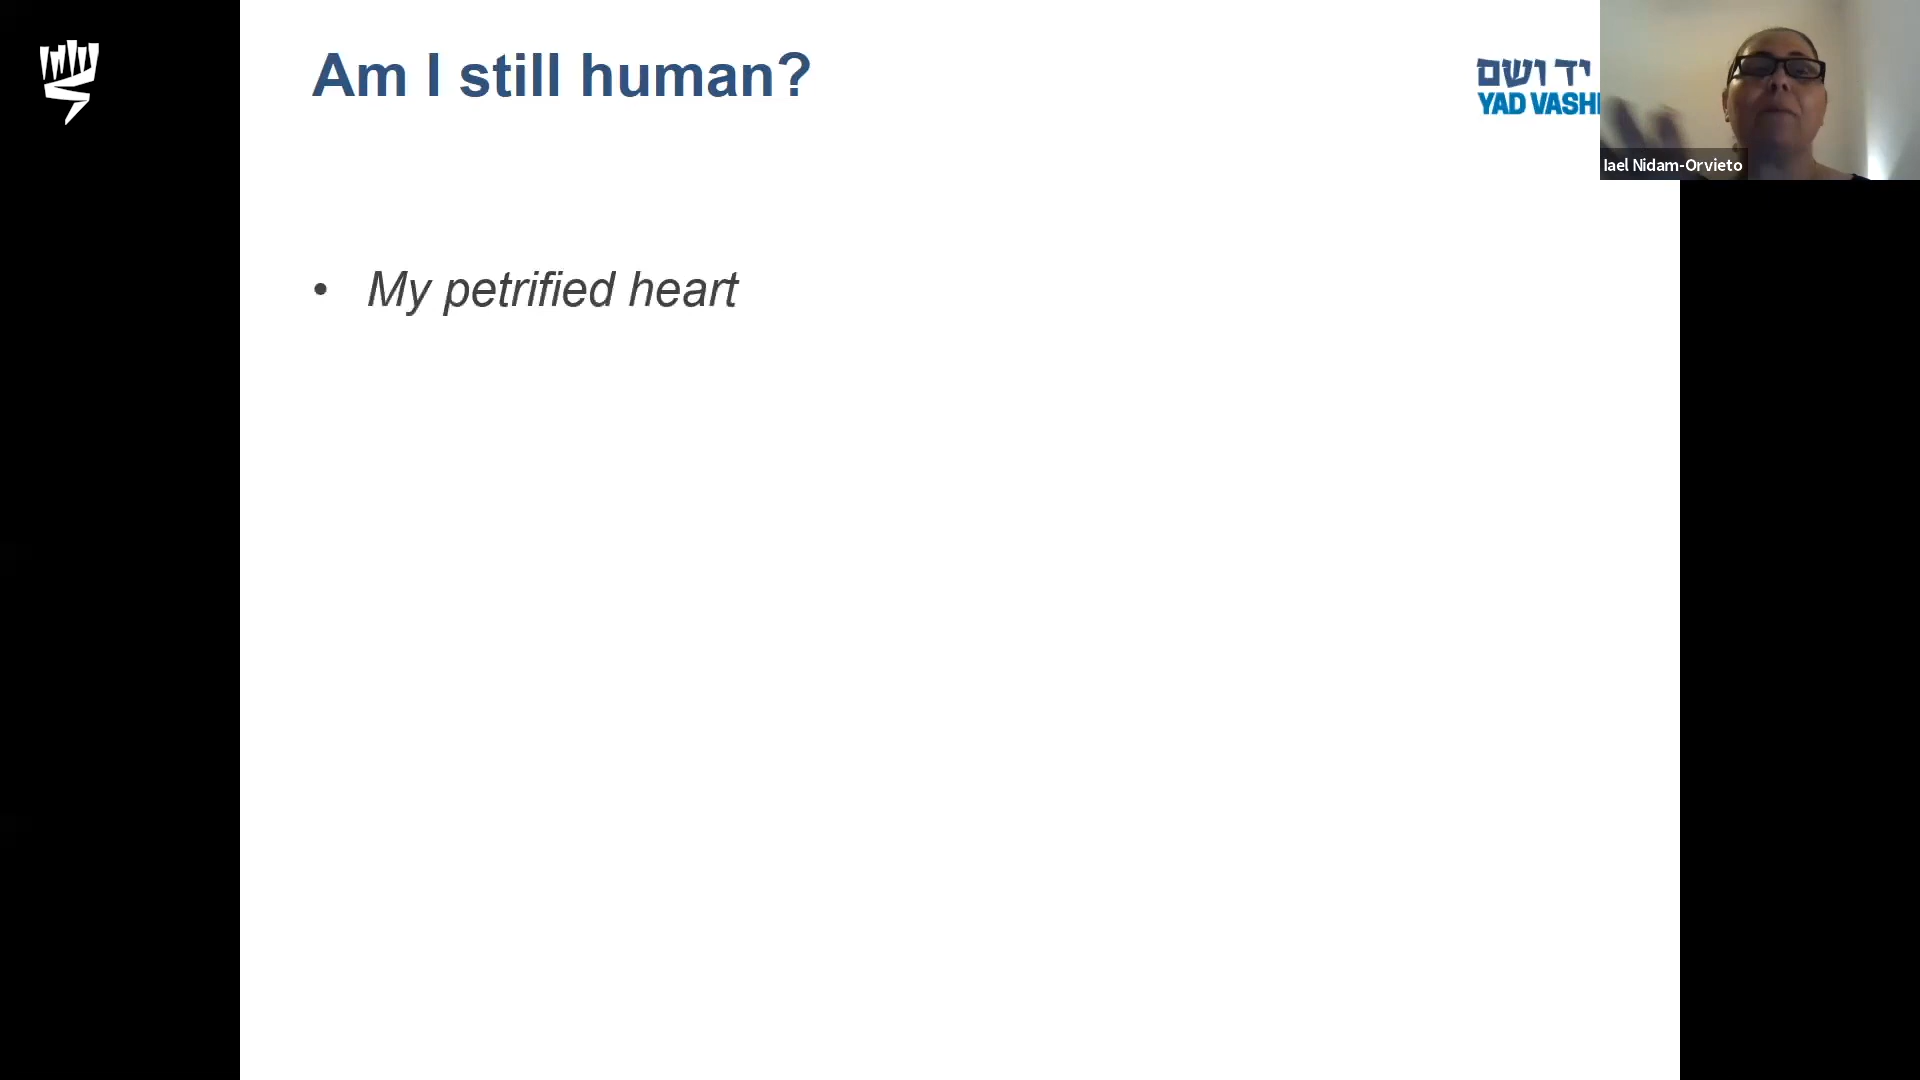 Am I still human?
יד ושם
YAD VASH
Iael Nidam-Orvieto
• My petrified heart